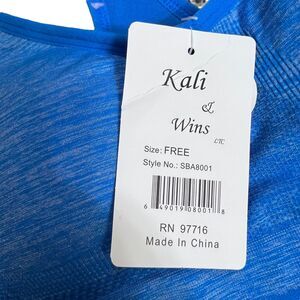 Kali
&
Wins
LTC
Size: FREE
Style No.: SBA8001
6 49019 08001 8
RN 97716
Made In China